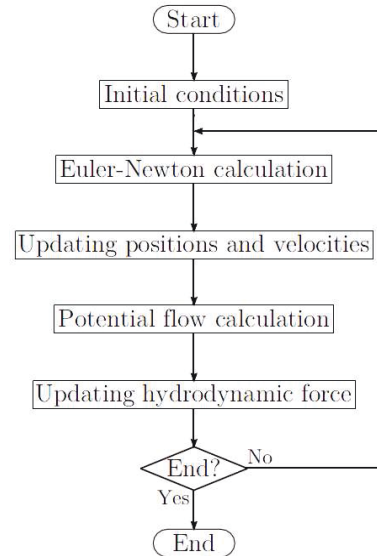 Start
Initial conditions
Euler-Newton calculation
Updating positions and velocities
Potential flow calculation
Updating hydrodynamic force
End?
No
Yes
End